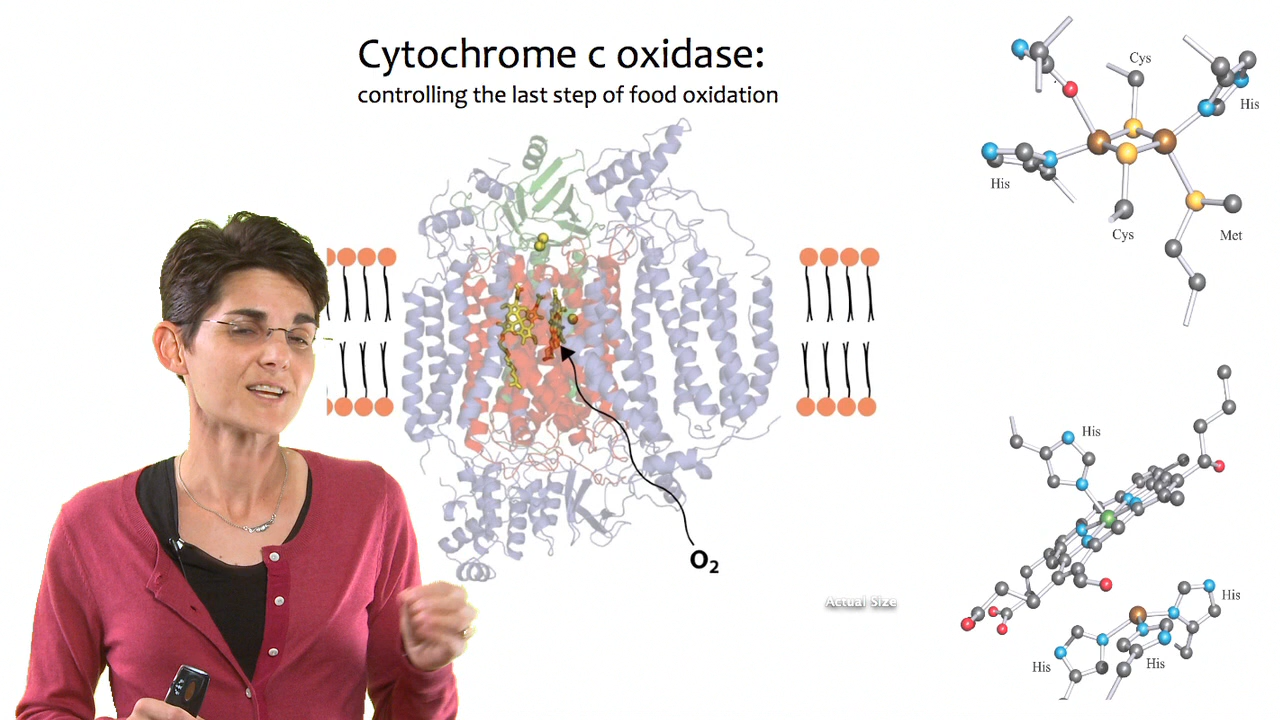 Cytochrome c oxidase:
controlling the last step of food oxidation
Cys
His
His
Cys
Met
O₂
Actual Size
His
His
His
His